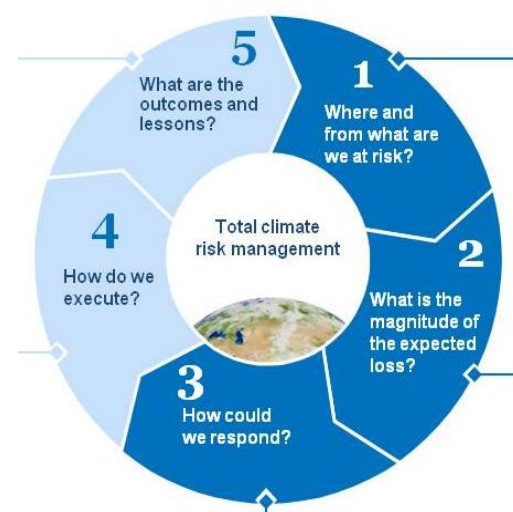 Total climate
risk management
1
Where and
from what are
we at risk?
2
What is the
magnitude of
the expected
loss?
3
How could
we respond?
4
How do we
execute?
5
What are the
outcomes and
lessons?